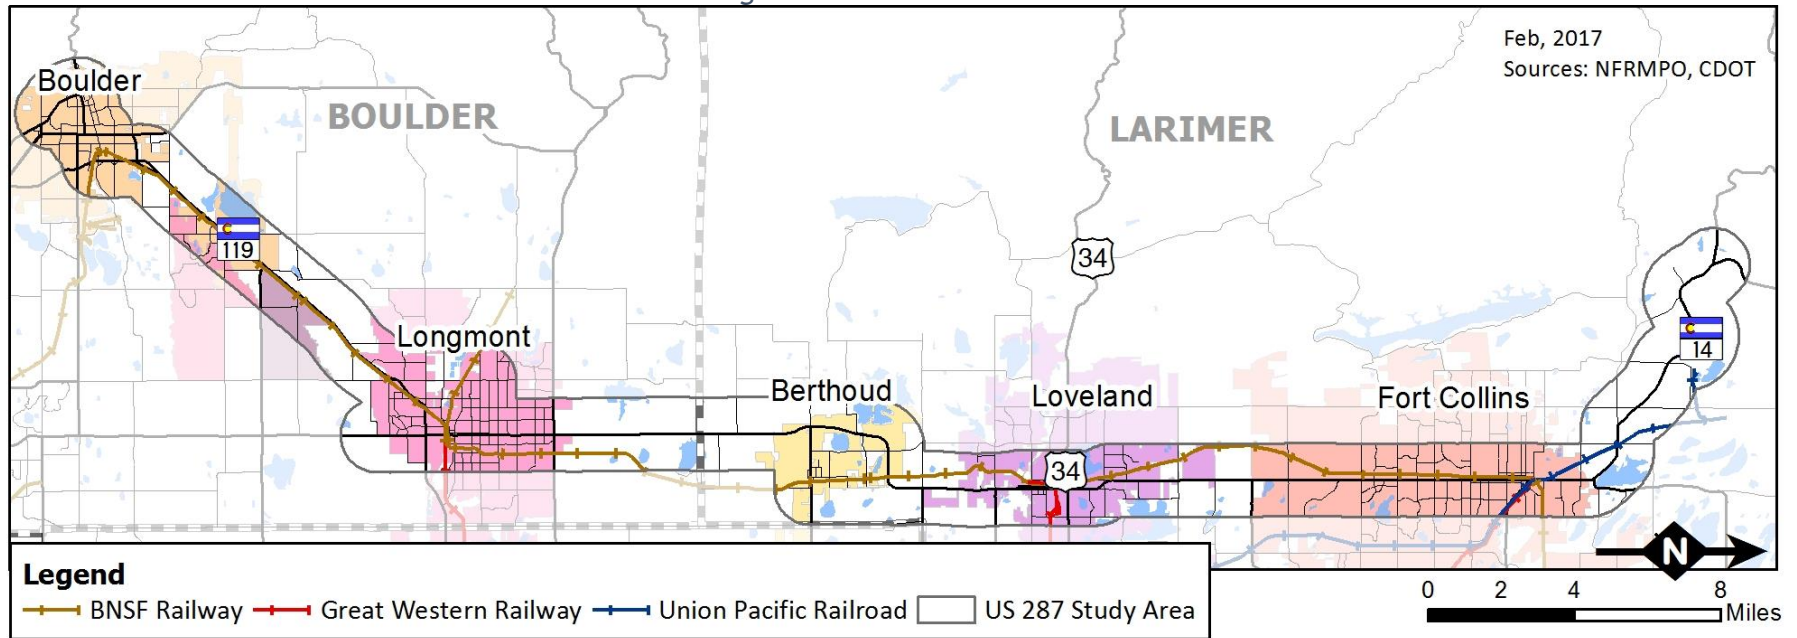 Feb, 2017
Sources: NFRMPO, CDOT
Boulder
BOULDER
LARIMER
C
119
34
Longmont
C
14
Berthoud
Loveland
Fort Collins
34
N
Legend
BNSF Railway
Great Western Railway
Union Pacific Railroad
US 287 Study Area
0 2 4 8
Miles